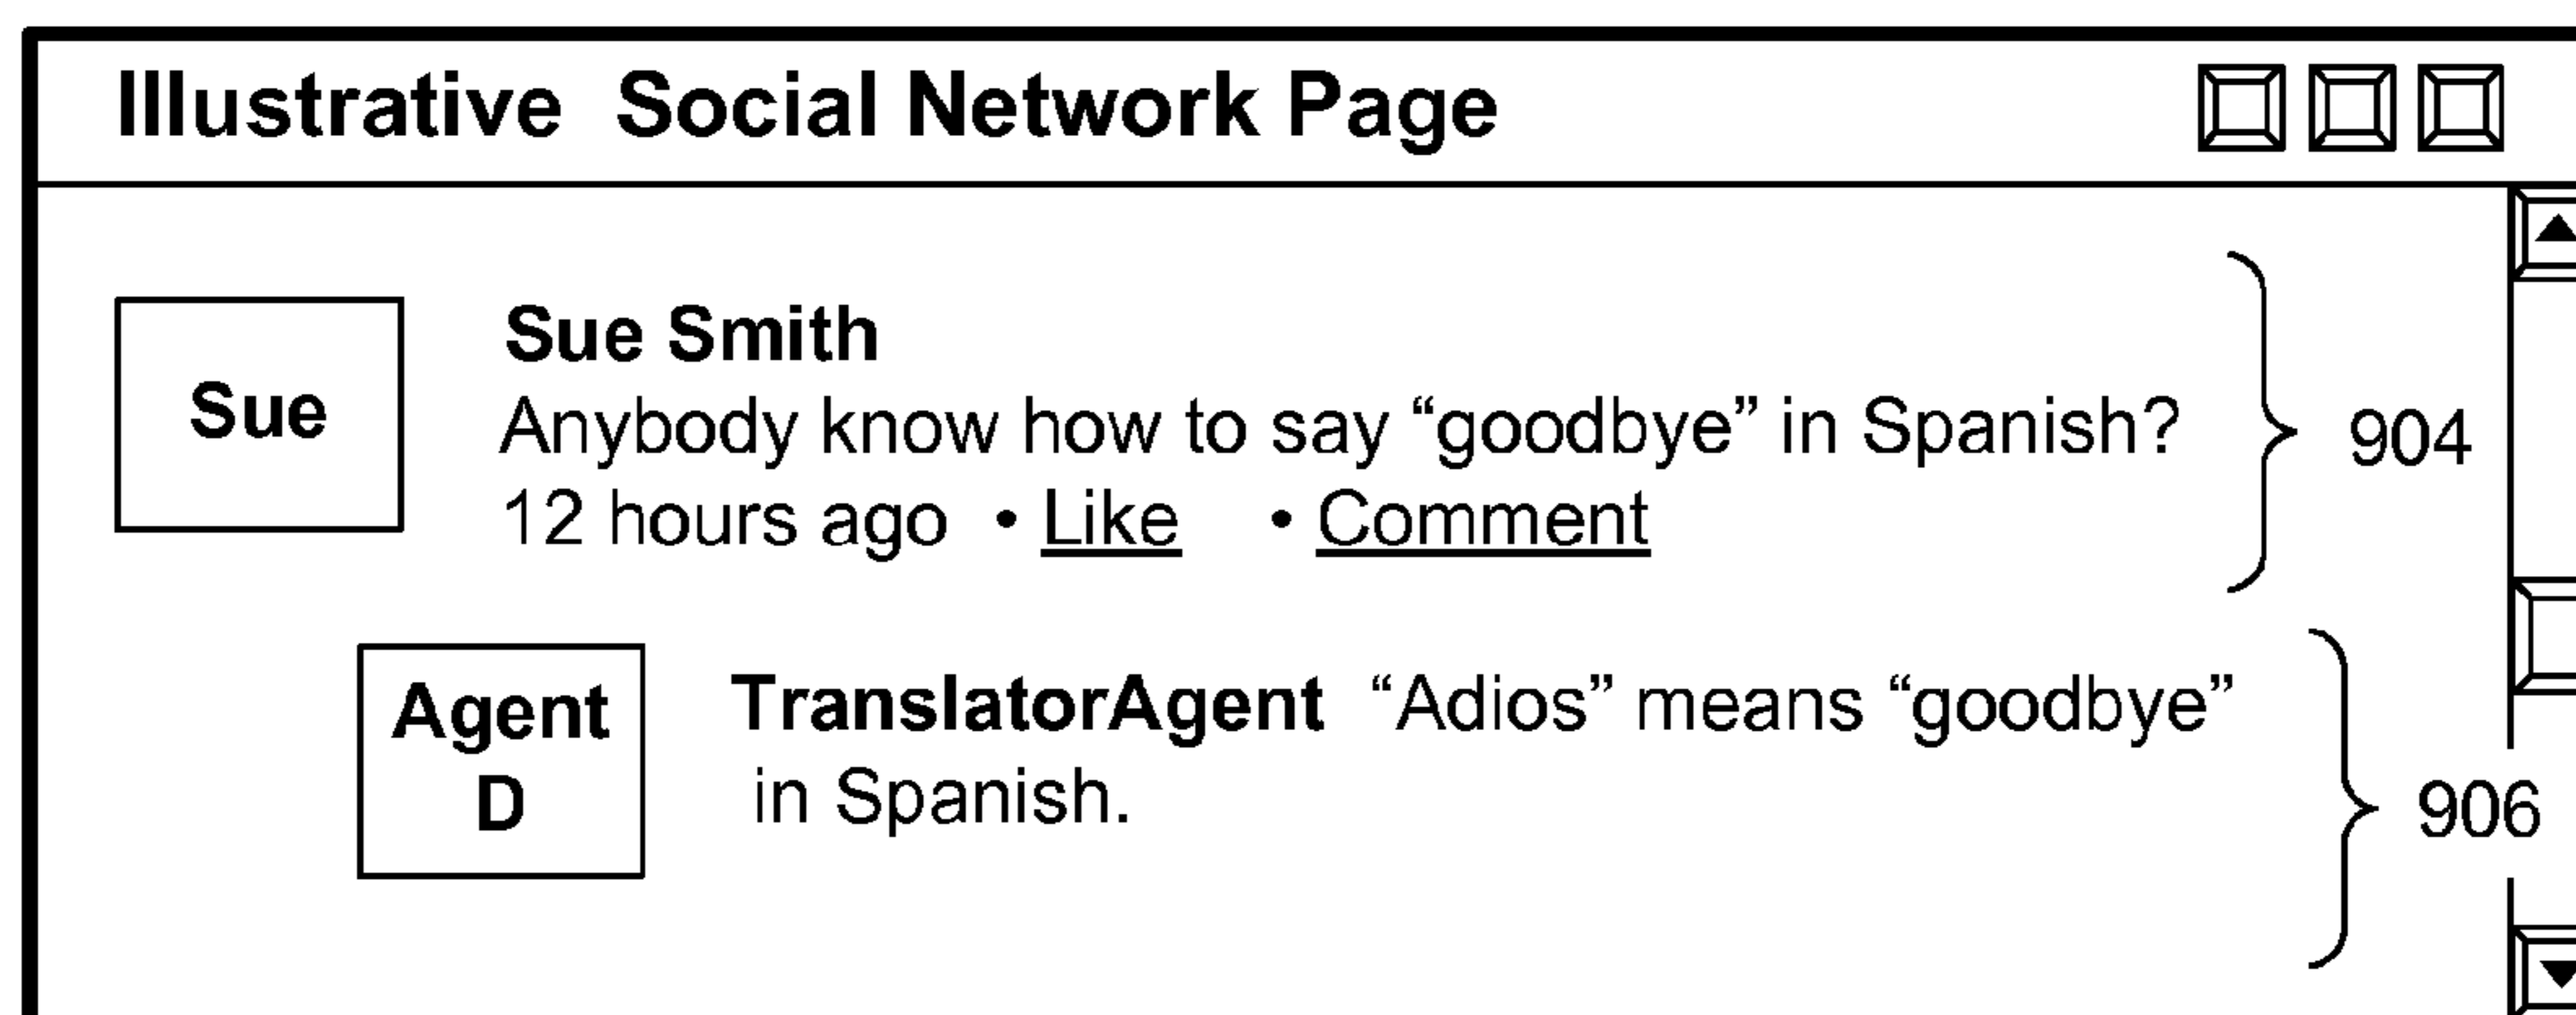 Illustrative Social Network Page
Sue
Sue Smith
Anybody know how to say “goodbye” in Spanish?
12 hours ago • Like • Comment
904
Agent
D
TranslatorAgent “Adios” means “goodbye”
in Spanish.
906